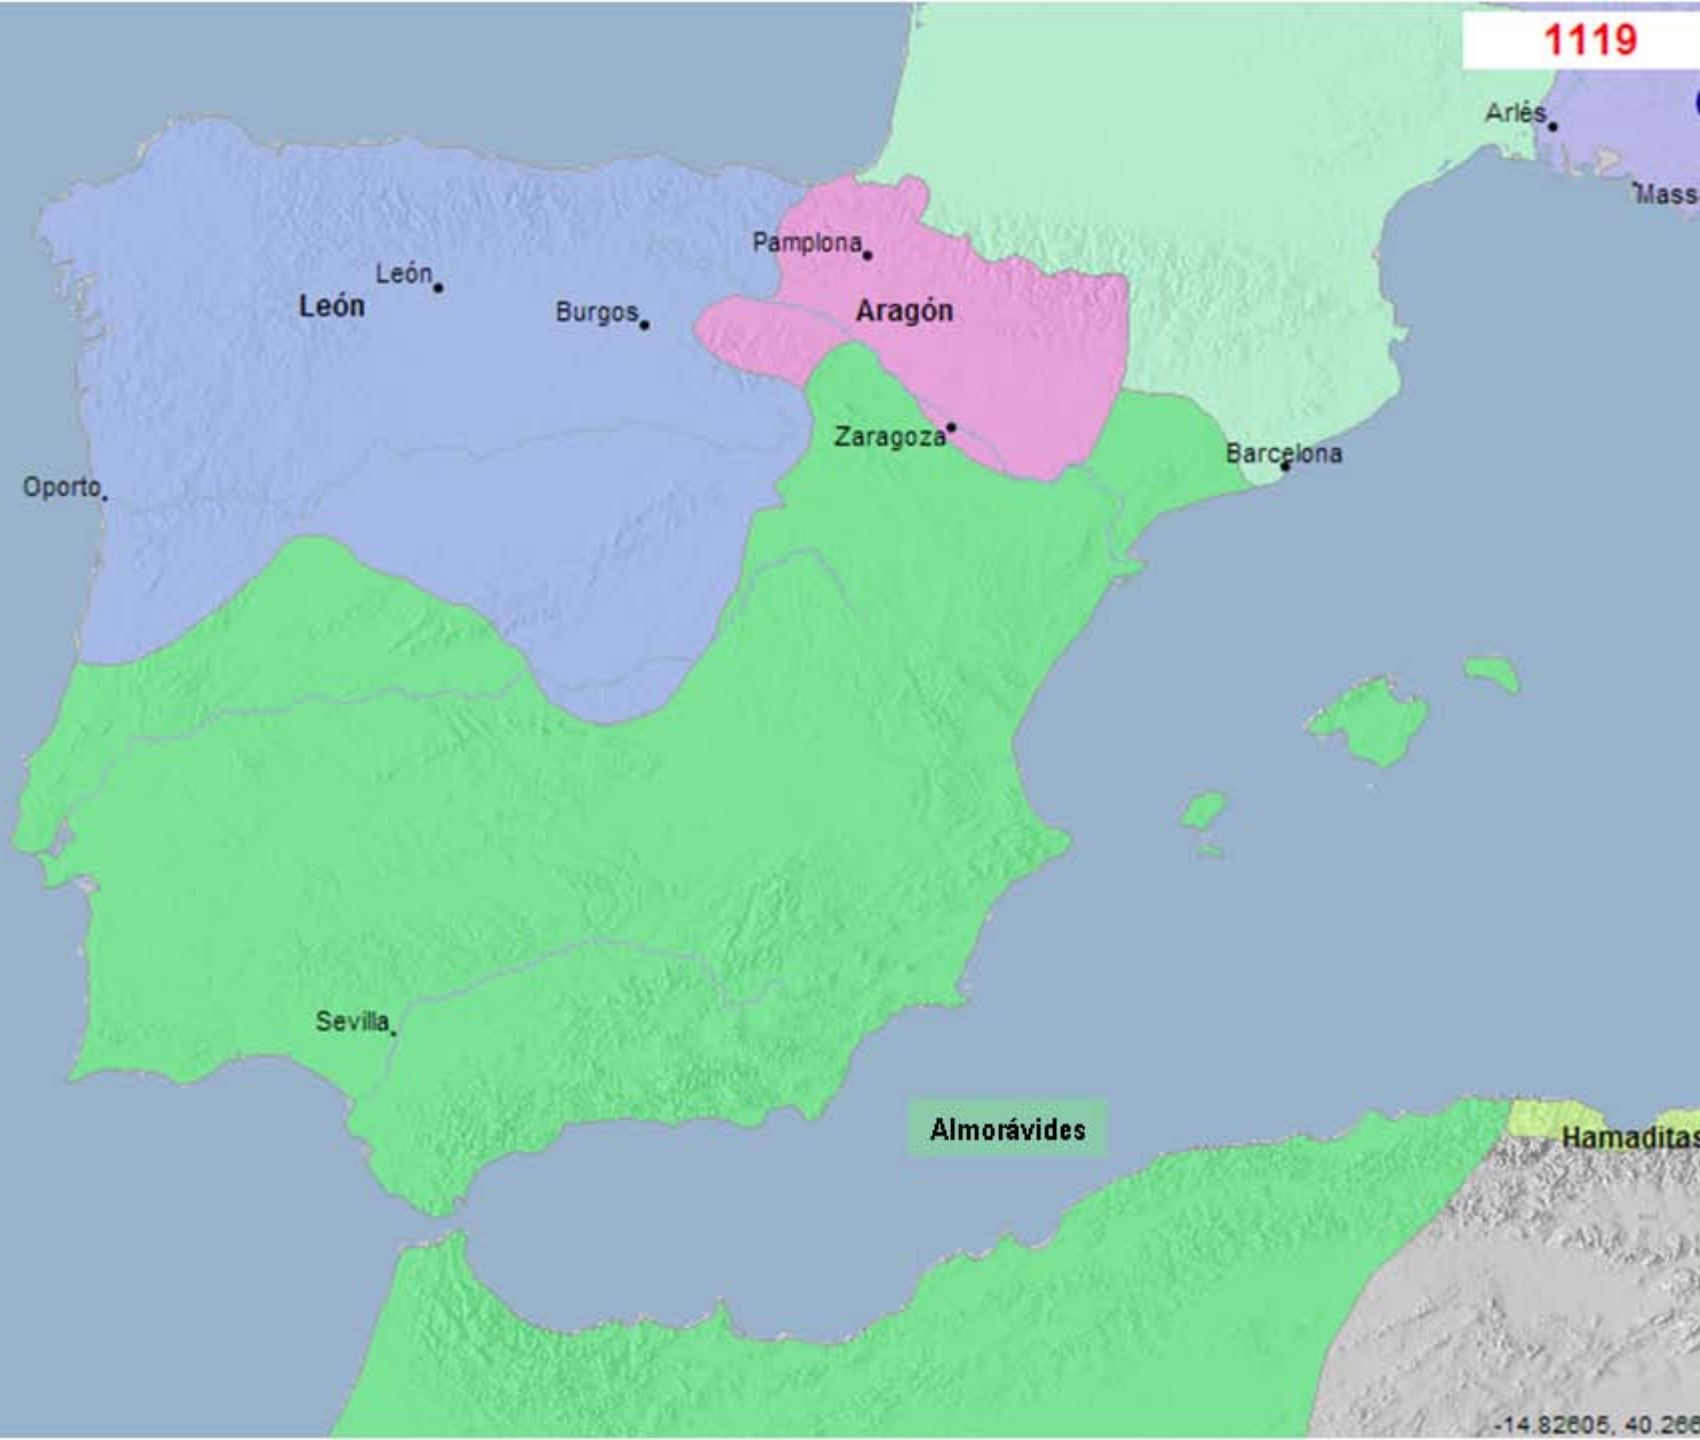 1119
Arlés
Mass
Pamplona
León
León
Burgos
Aragón
Zaragoza
Barcelona
Oporto
Sevilla
Almorávides
Hamaditas
-14.82605, 40.266